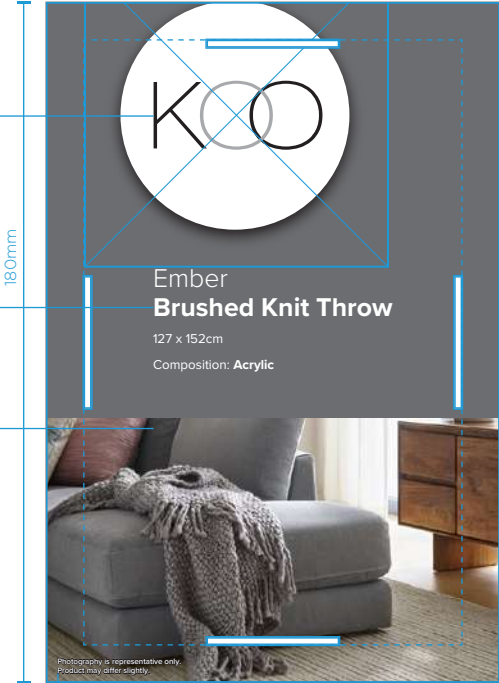 KOO
180mm
Ember
Brushed Knit Throw
127 x 152cm
Composition: Acrylic
Photography is representative only.
Product may differ slightly.